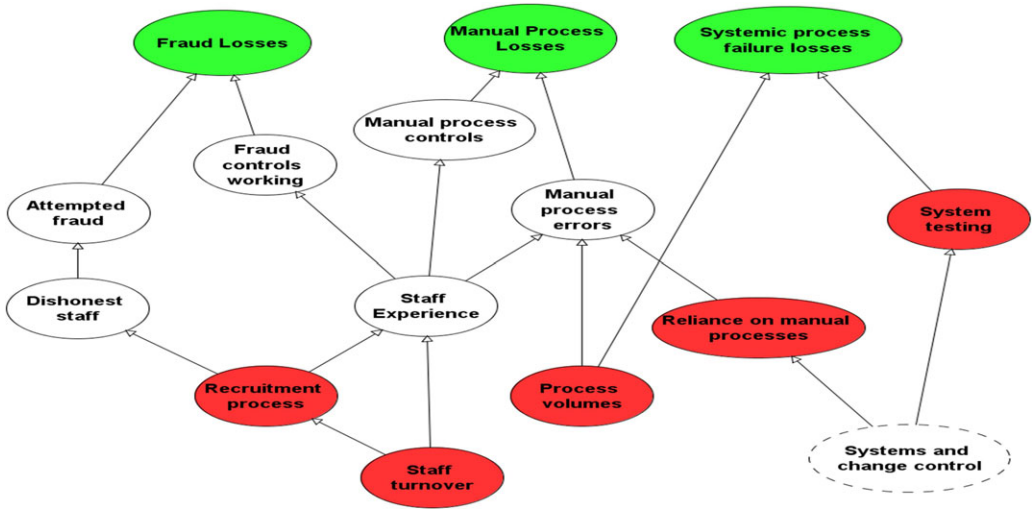 Fraud Losses
Manual Process
Losses
Systemic process
failure losses
Manual process
controls
Fraud
controls
working
Attempted
fraud
Manual
process
errors
System
testing
Dishonest
staff
Staff
Experience
Reliance on manual
processes
Recruitment
process
Process
volumes
Staff
turnover
Systems and
change control